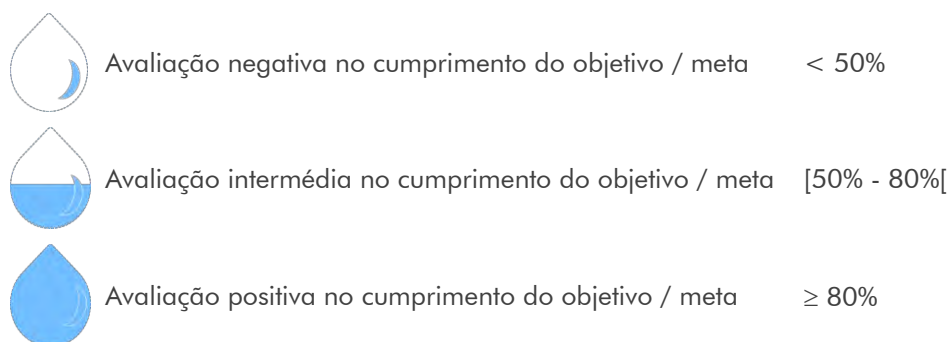 Avaliação negativa no cumprimento do objetivo / meta < 50%
Avaliação intermédia no cumprimento do objetivo / meta [50% - 80%[
Avaliação positiva no cumprimento do objetivo / meta ≥ 80%